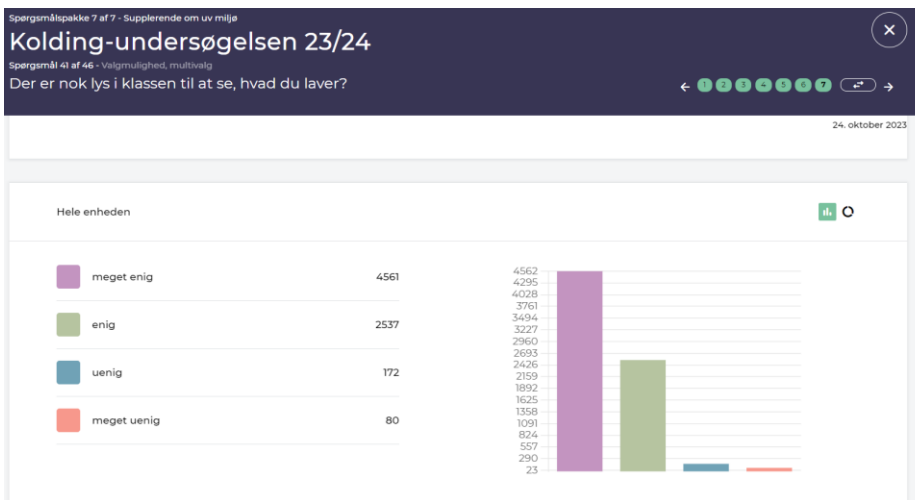 Spørgsmålspakke 7 af 7 - Supplerende om uv miljø
Kolding-undersøgelsen 23/24
Spørgsmål 41 af 46 - Valgmulighed, multivalg
Der er nok lys i klassen til at se, hvad du laver?
1 2 3 4 5 6 7
24. oktober 2023
Hele enheden
meget enig 4561
enig 2537
uenig 172
meget uenig 80
4562
4295
4028
3761
3494
3227
2960
2693
2426
2159
1892
1625
1358
1091
824
557
290
23